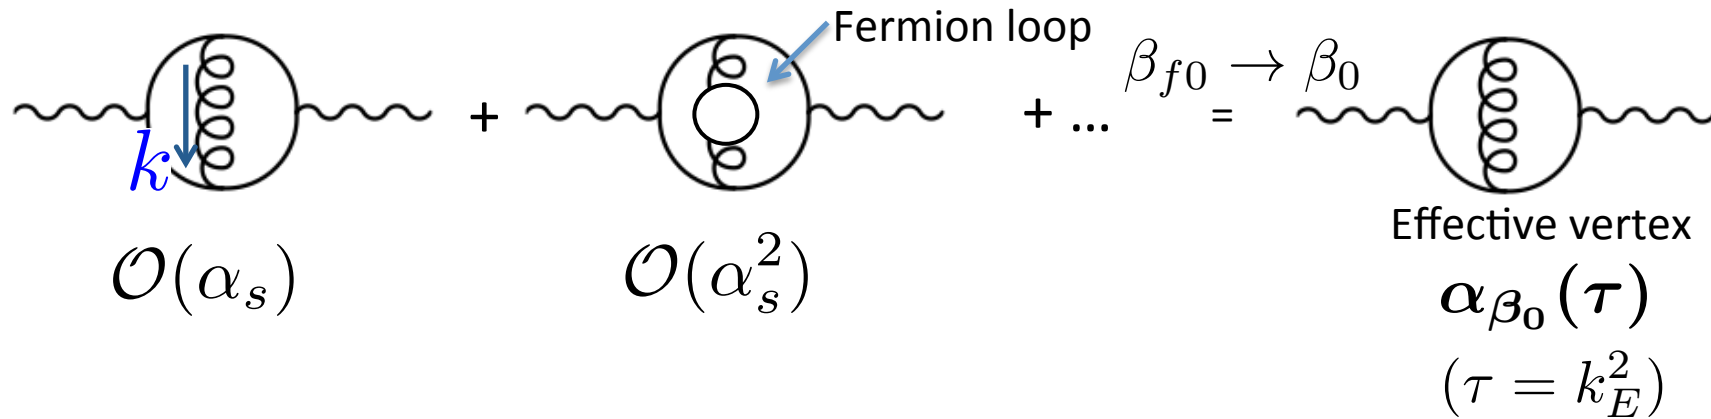 Fermion loop
β_{f0} → β_0
k
+
+ ...
=
Effective vertex
𝒪(α_s)
𝒪(α_s^2)
α_{β_0}(τ)
(τ = k_E^2)